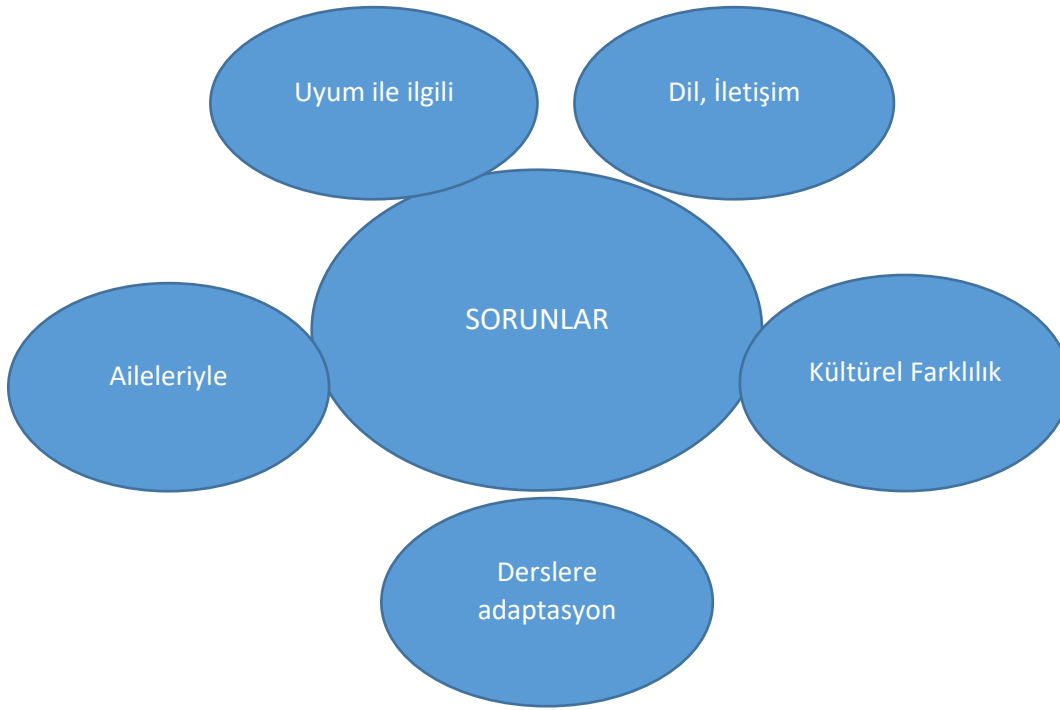 Uyum ile ilgili
Dil, İletişim
SORUNLAR
Aileleriyle
Kültürel Farklılık
Derslere
adaptasyon